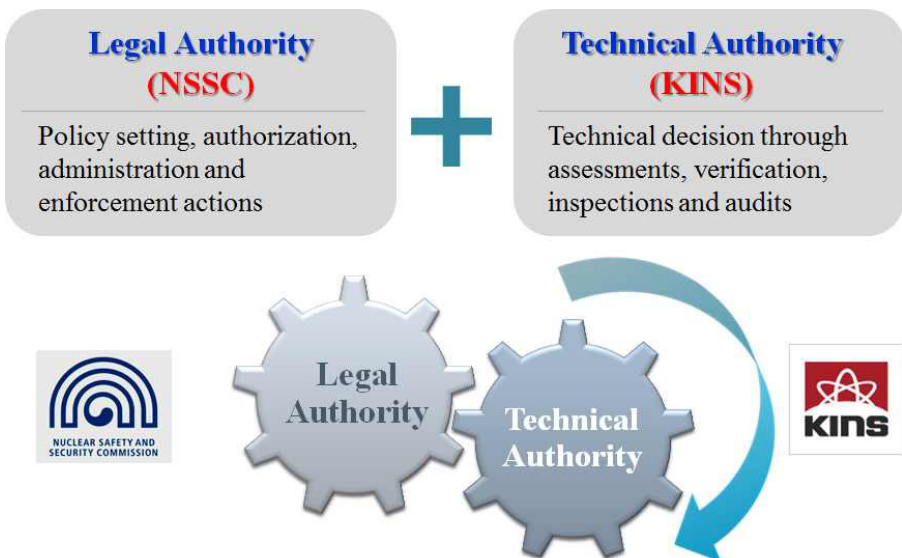 Legal Authority
(NSSC)
Policy setting, authorization,
administration and
enforcement actions
Technical Authority
(KINS)
Technical decision through
assessments, verification,
inspections and audits
Legal
Authority
Technical
Authority
NUCLEAR SAFETY AND
SECURITY COMMISSION
KINS